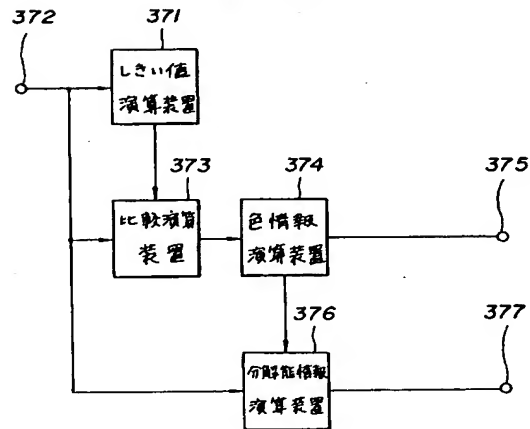 372
371
しきい値
演算装置
373
374
375
比較演算
装置
色情報
演算装置
376
377
分解能情報
演算装置